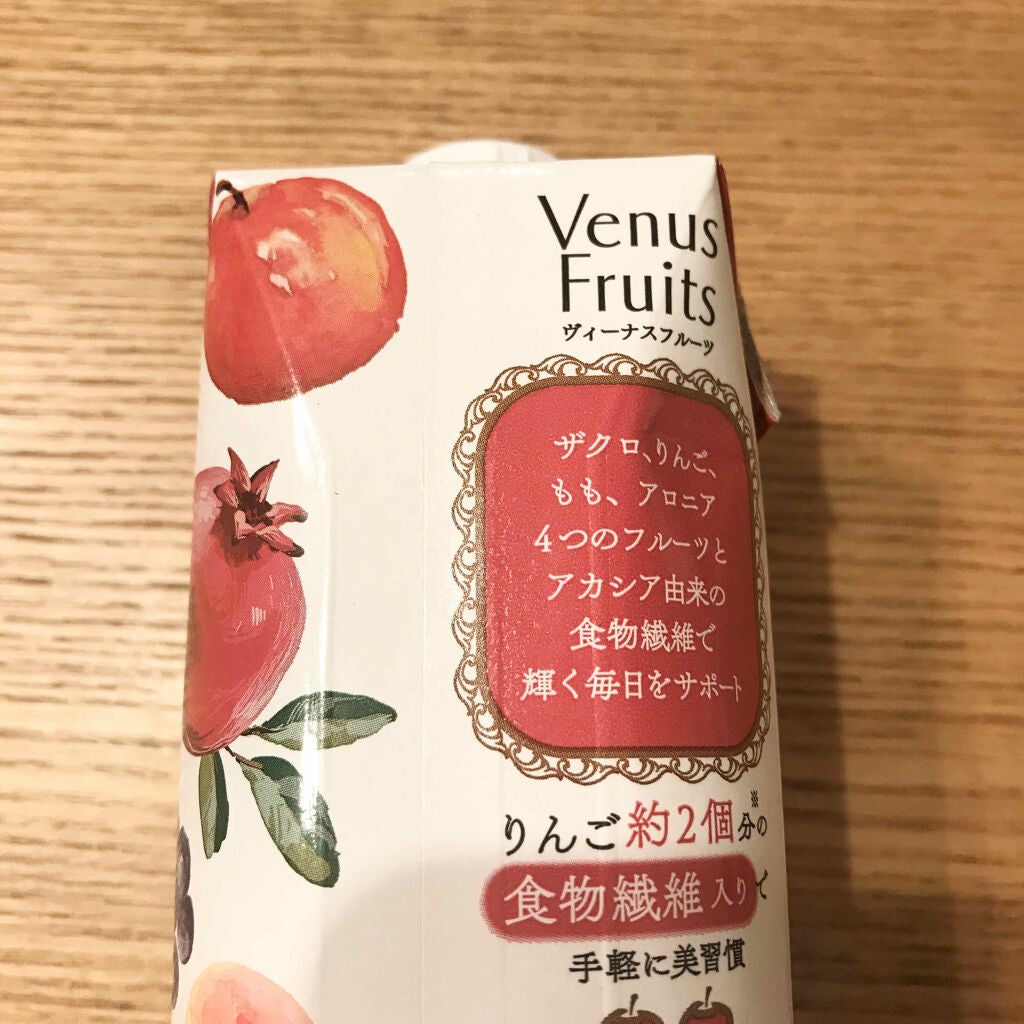 Venus
Fruits
ヴィーナスフルーツ
ザクロ、りんご、
もも、アロニア
4つのフルーツと
アカシア由来の
食物繊維で
輝く毎日をサポート
りんご約2個分※の
食物繊維入りで
手軽に美習慣